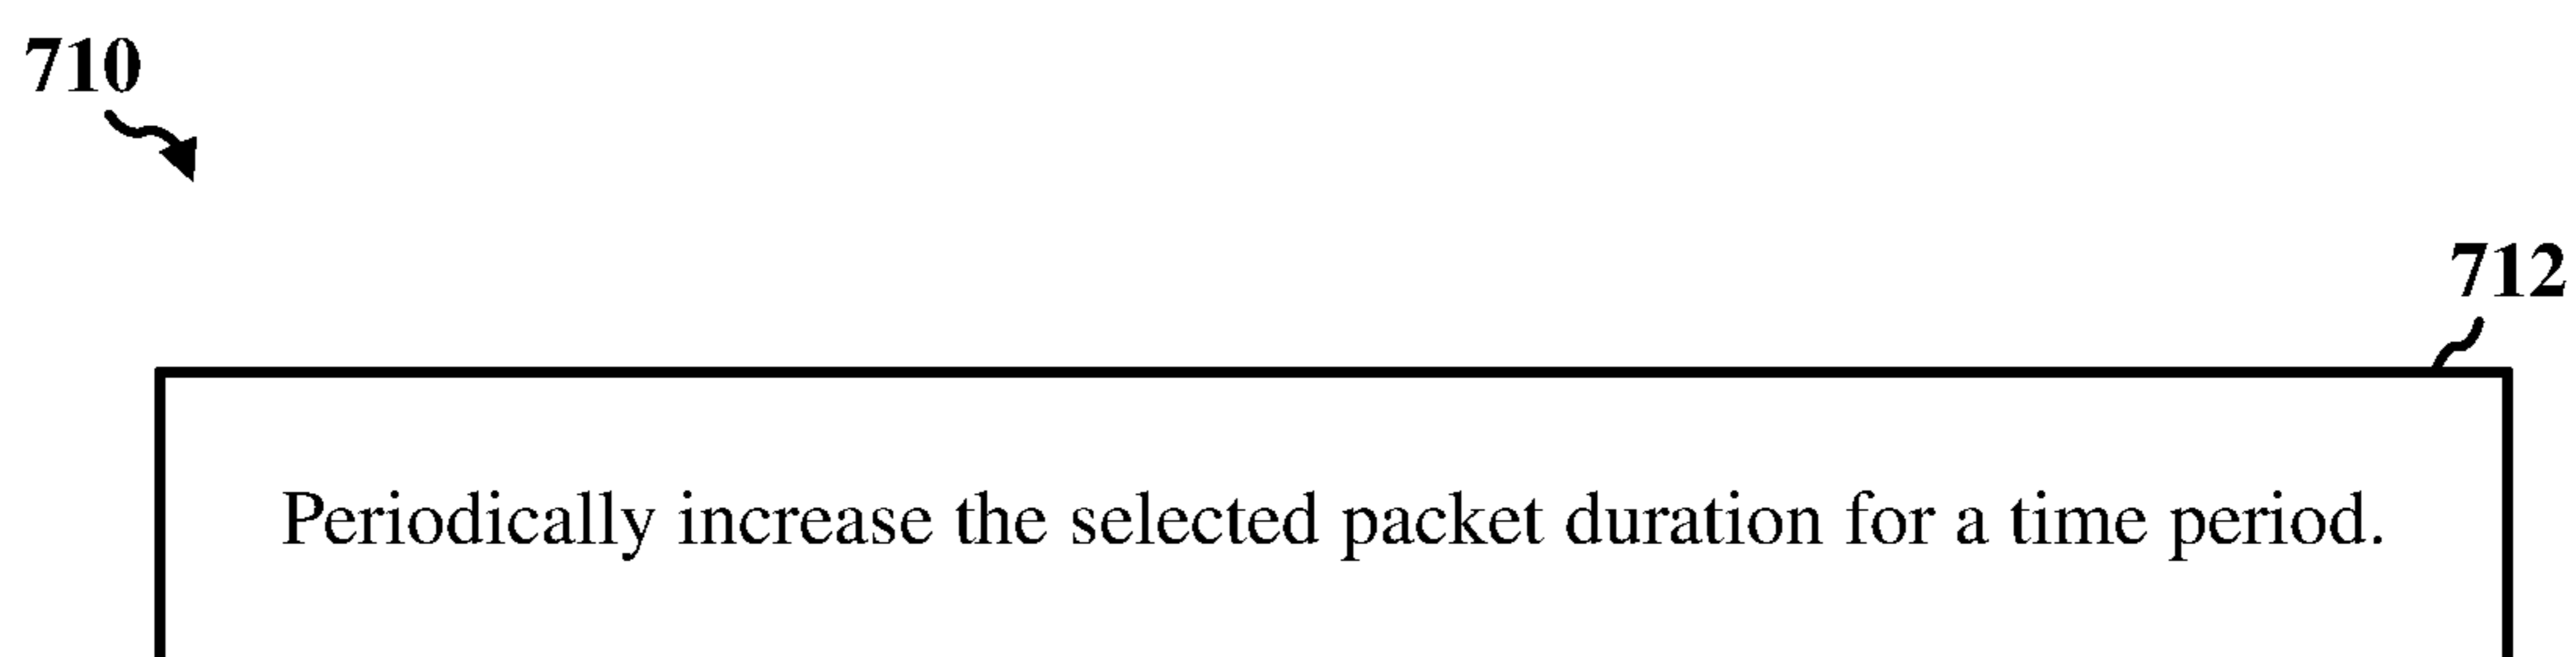 710
712
Periodically increase the selected packet duration for a time period.